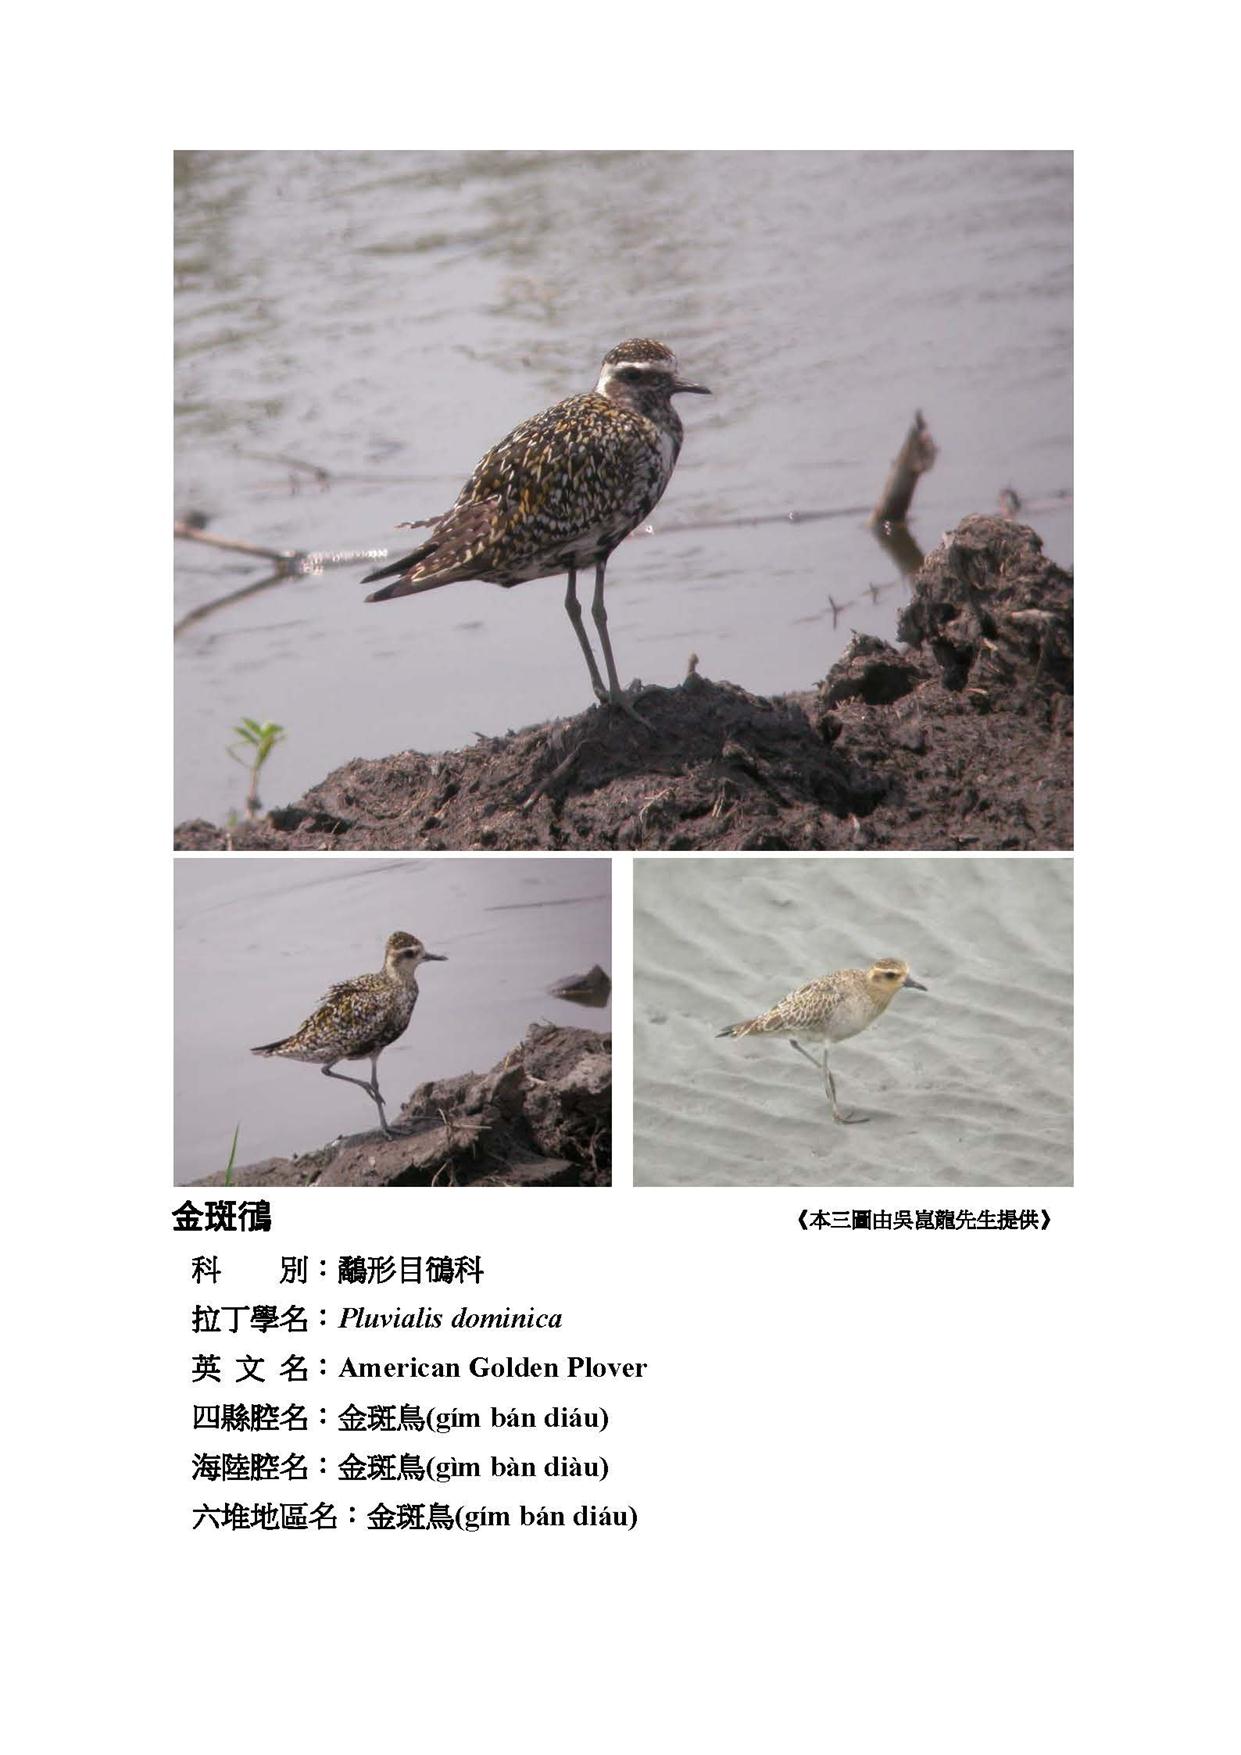 金斑鴴
《本三圖由吳崑龍先生提供》
科　　別：鷸形目鴴科
拉丁學名：Pluvialis dominica
英 文 名：American Golden Plover
四縣腔名：金斑鳥(gím bán diáu)
海陸腔名：金斑鳥(gìm bàn diàu)
六堆地區名：金斑鳥(gím bán diáu)